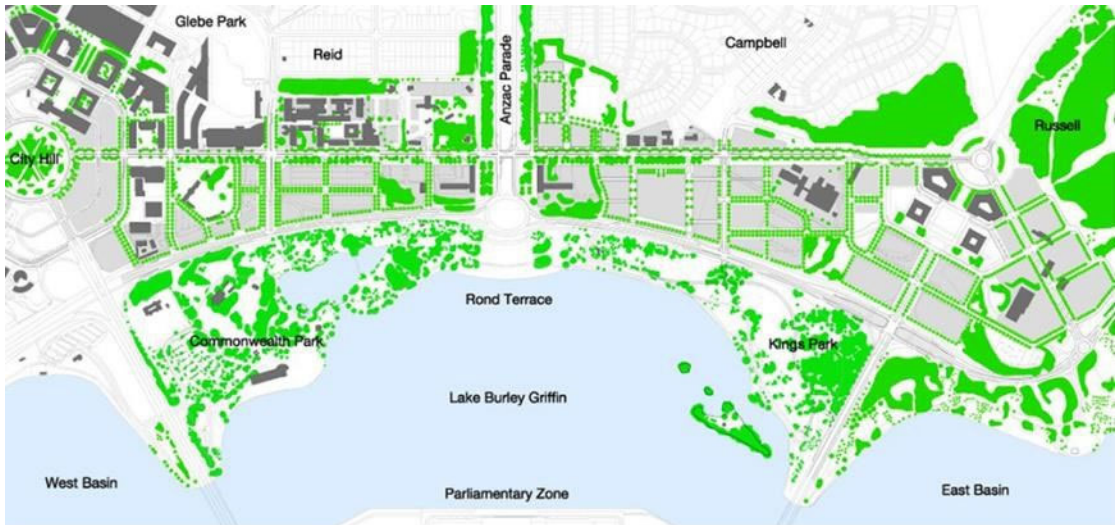 Glebe Park
Reid
Anzac Parade
Campbell
Russell
City Hill
Rond Terrace
Commonwealth Park
Kings Park
Lake Burley Griffin
West Basin
Parliamentary Zone
East Basin